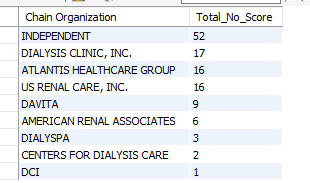 Chain Organization Total_No_Score
INDEPENDENT 52
DIALYSIS CLINIC, INC. 17
ATLANTIS HEALTHCARE GROUP 16
US RENAL CARE, INC. 16
DAVITA 9
AMERICAN RENAL ASSOCIATES 6
DIALYSPA 3
CENTERS FOR DIALYSIS CARE 2
DCI 1